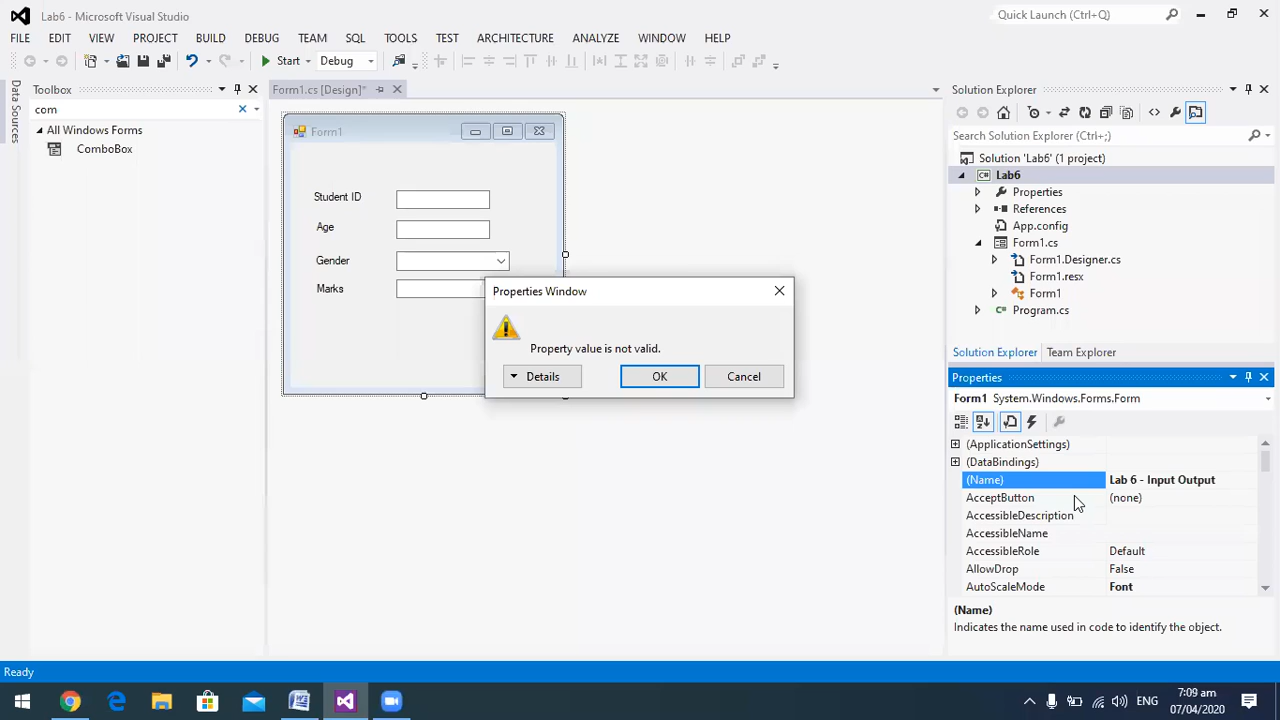 Lab6 - Microsoft Visual Studio
Quick Launch (Ctrl+Q)
FILE EDIT VIEW PROJECT BUILD DEBUG TEAM SQL TOOLS TEST ARCHITECTURE ANALYZE WINDOW HELP
Start Debug
Data Sources
Toolbox
com
All Windows Forms
ComboBox
Form1.cs [Design]*
Form1
Student ID
Age
Gender
Marks
Properties Window
Property value is not valid.
Details OK Cancel
Solution Explorer
Search Solution Explorer (Ctrl+;)
Solution 'Lab6' (1 project)
C# Lab6
Properties
References
App.config
Form1.cs
Form1.Designer.cs
Form1.resx
Form1
C# Program.cs
Solution Explorer Team Explorer
Properties
Form1 System.Windows.Forms.Form
(ApplicationSettings)
(DataBindings)
(Name) Lab 6 - Input Output
AcceptButton (none)
AccessibleDescription
AccessibleName
AccessibleRole Default
AllowDrop False
AutoScaleMode Font
(Name)
Indicates the name used in code to identify the object.
Ready
ENG
7:09 am
07/04/2020